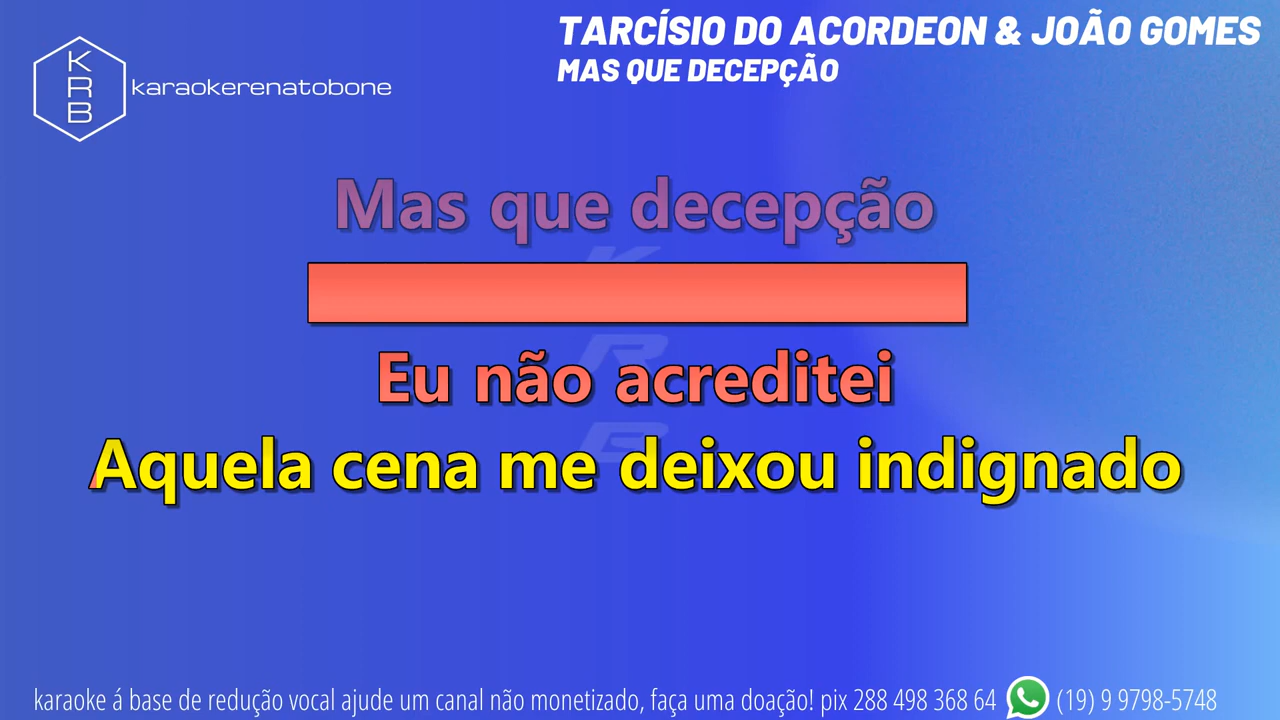 TARCÍSIO DO ACORDEON & JOÃO GOMES
MAS QUE DECEPÇÃO
KRB
karaokerenatobone
Mas que decepção
Eu não acreditei
Aquela cena me deixou indignado
KRB
karaoke á base de redução vocal ajude um canal não monetizado, faça uma doação! pix 288 498 368 64 (19) 9 9798-5748